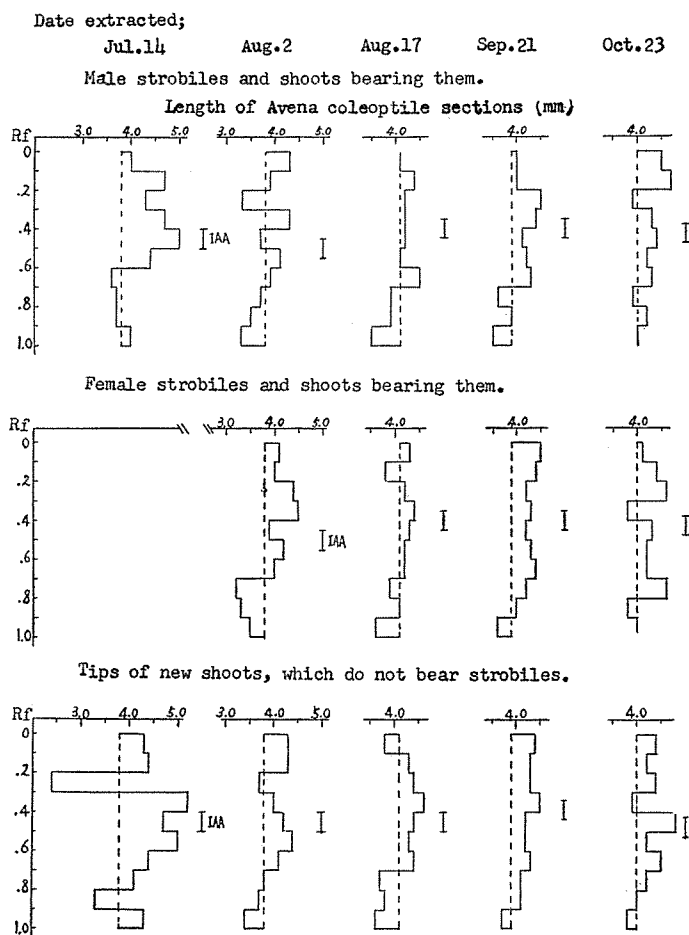 Date extracted;
Jul.14 Aug.2 Aug.17 Sep.21 Oct.23
Male strobiles and shoots bearing them.
Length of Avena coleoptile sections (mm)
Rf 3.0 4.0 5.0 3.0 4.0 5.0 4.0 4.0 4.0
0
.2
.4
IAA
.6
.8
1.0
Female strobiles and shoots bearing them.
Rf 3.0 4.0 5.0 4.0 4.0 4.0
0
.2
.4
IAA
.6
.8
1.0
Tips of new shoots, which do not bear strobiles.
Rf 3.0 4.0 5.0 3.0 4.0 5.0 4.0 4.0 4.0
0
.2
.4
IAA
.6
.8
1.0